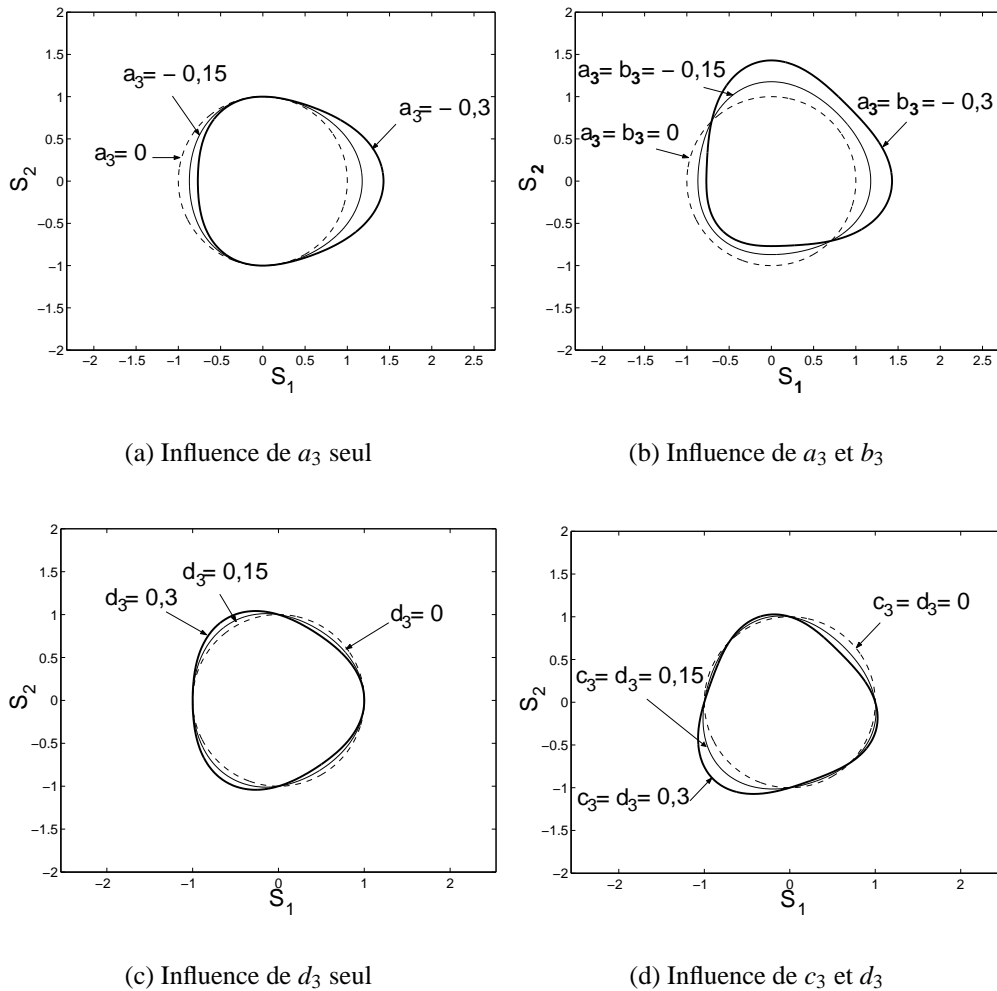 2
1.5
a₃= − 0,15
1
a₃= − 0,3
0.5
a₃= 0
S₂
0
−0.5
−1
−1.5
−2
−2 −1.5 −1 −0.5 0 0.5 1 1.5 2 2.5
S₁
(a) Influence de a₃ seul
2
1.5
a₃= b₃= − 0,15
1
a₃= b₃= − 0,3
a₃= b₃= 0
0.5
S₂
0
−0.5
−1
−1.5
−2
−2 −1.5 −1 −0.5 0 0.5 1 1.5 2 2.5
S₁
(b) Influence de a₃ et b₃
2
1.5
d₃= 0,15
d₃= 0,3
1
d₃= 0
0.5
S₂
0
−0.5
−1
−1.5
−2
−2 −1 0 1 2
S₁
(c) Influence de d₃ seul
2
1.5
c₃= d₃= 0
1
0.5
c₃= d₃= 0,15
S₂
0
−0.5
−1
c₃= d₃= 0,3
−1.5
−2
−2 −1 0 1 2
S₁
(d) Influence de c₃ et d₃